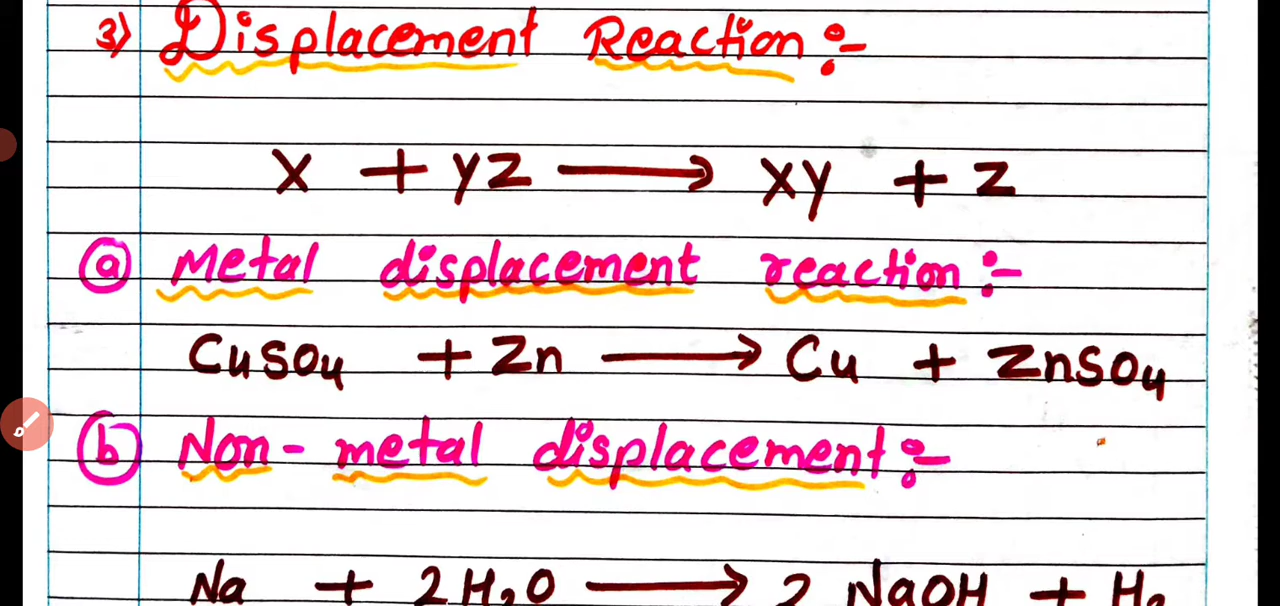 3) Displacement Reaction :-
X + YZ ⟶ XY + Z
(a) Metal displacement reaction :-
CuSO₄ + Zn ⟶ Cu + ZnSO₄
(b) Non-metal displacement :-
Na + 2H₂O ⟶ 2 NaOH + H₂